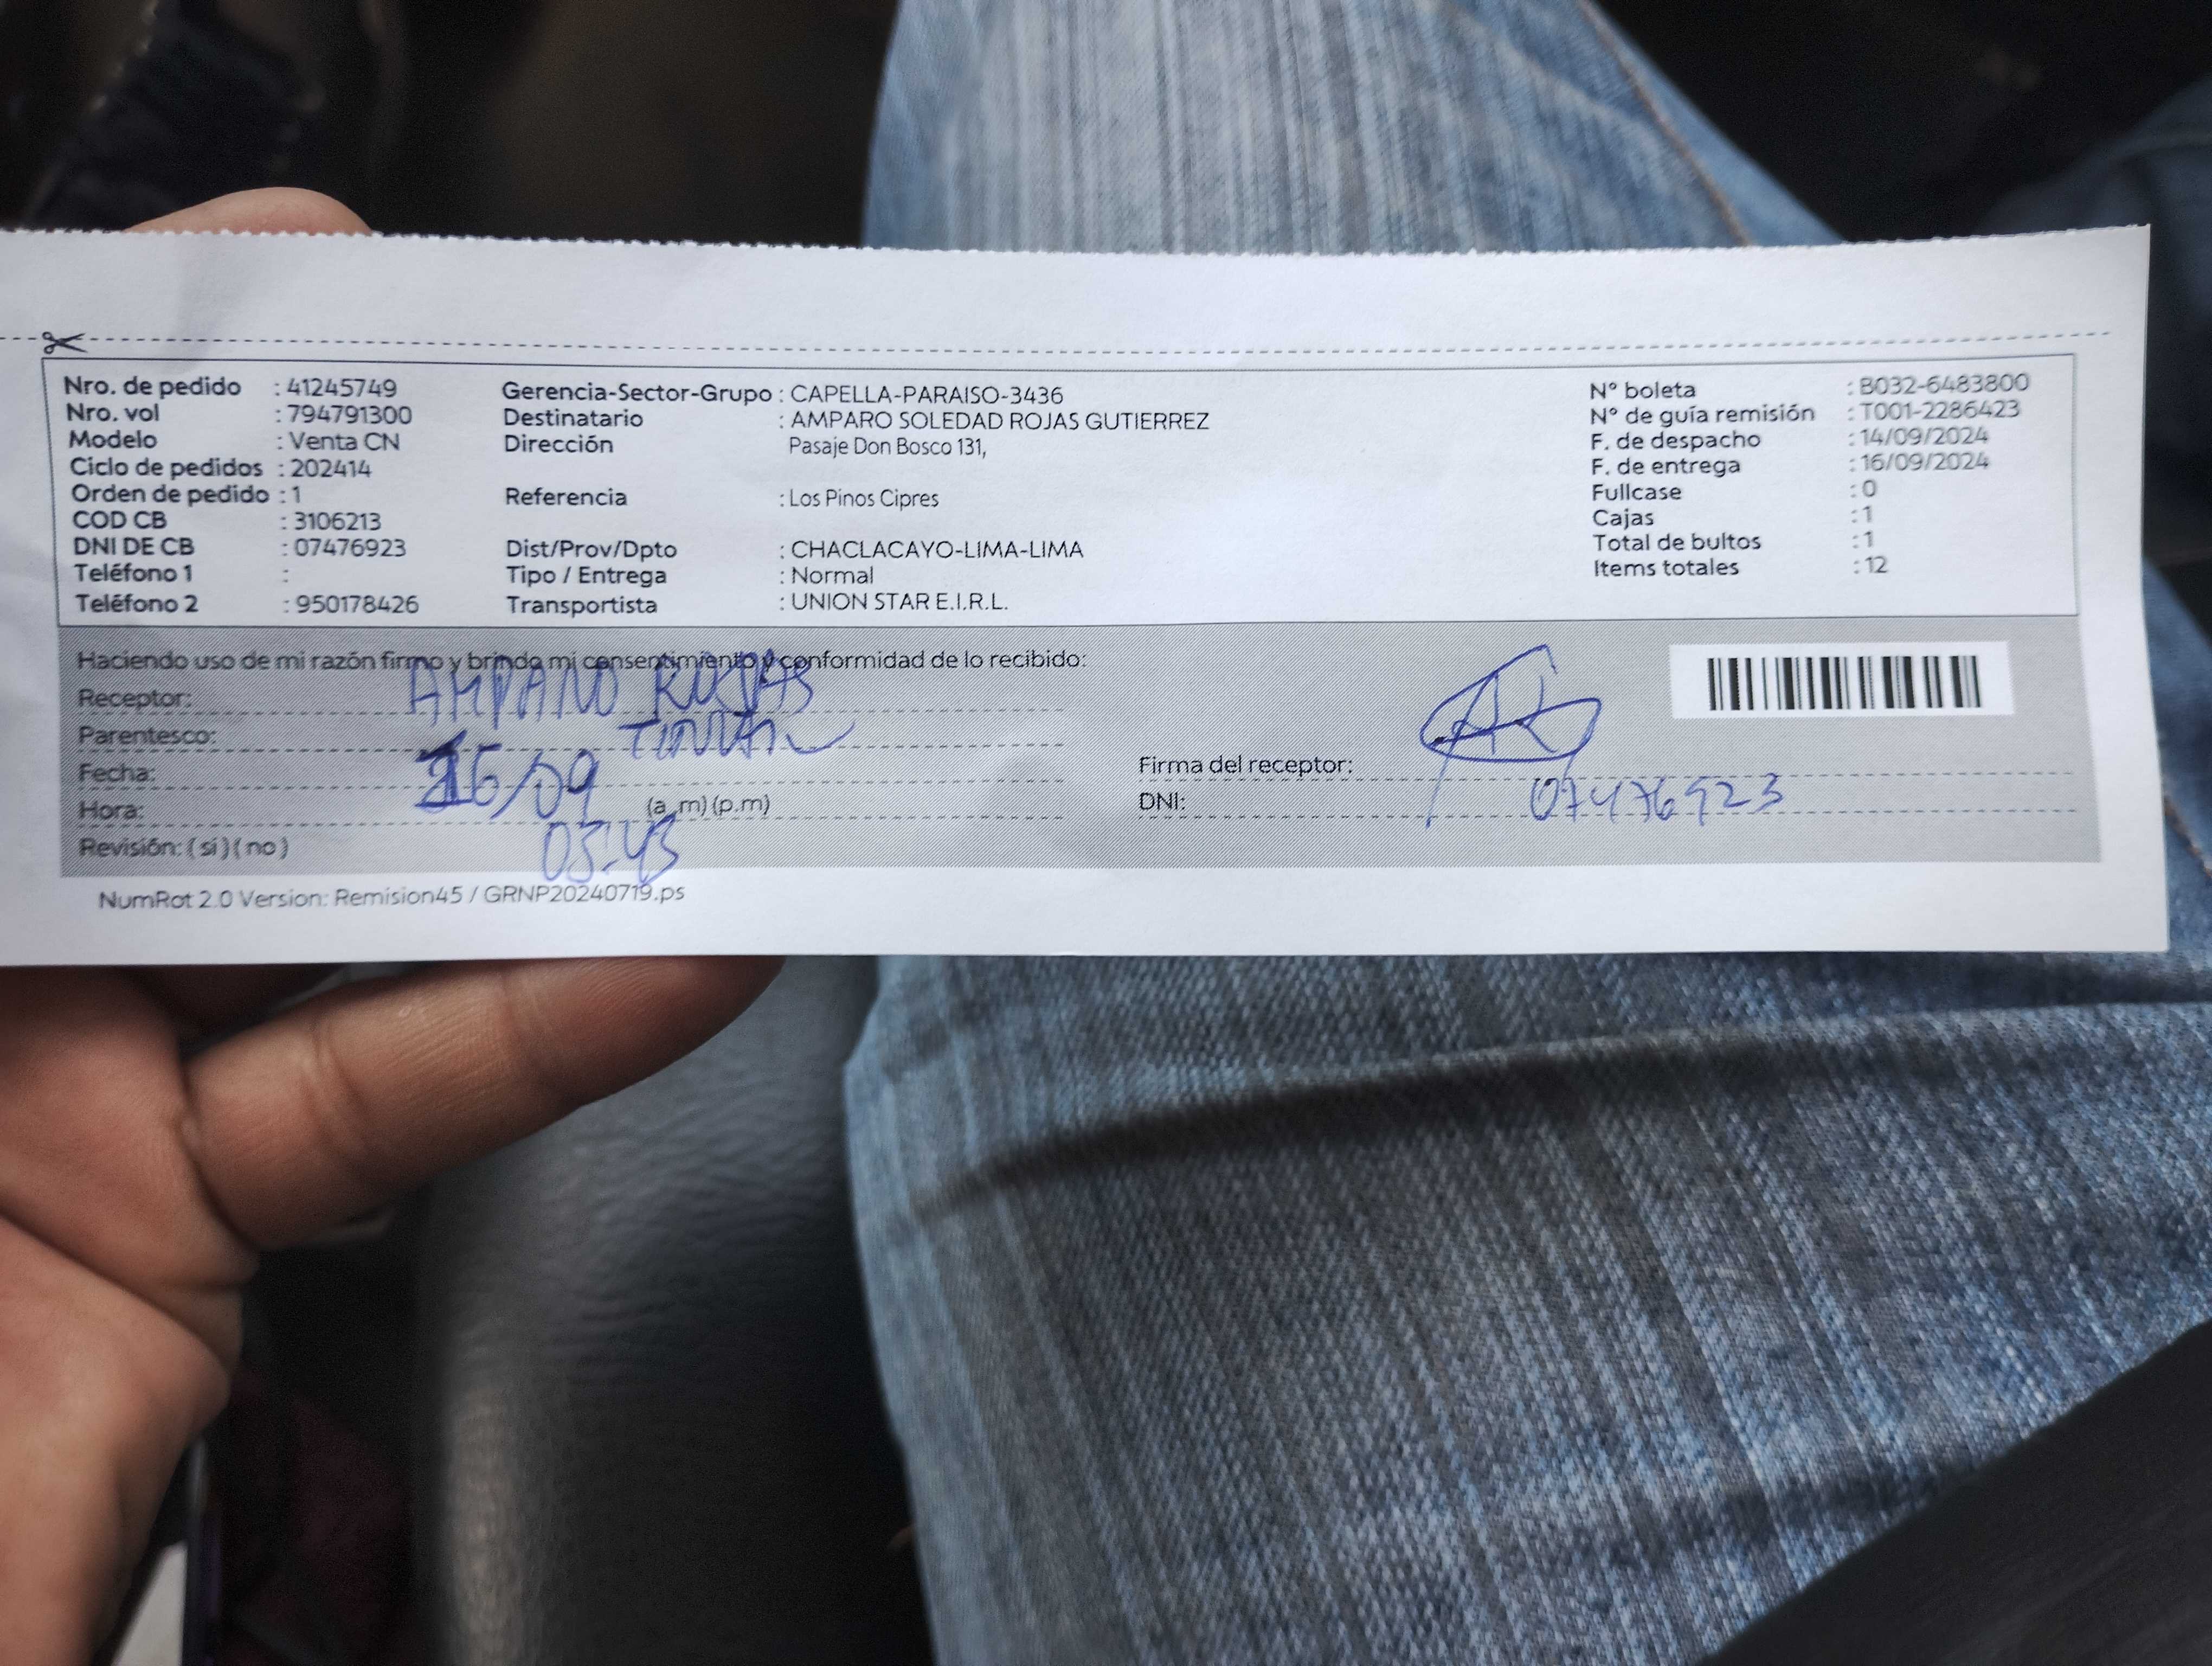 Nro. de pedido : 41245749 Gerencia-Sector-Grupo : CAPELLA-PARAISO-3436 N° boleta : B032-6483800
Nro. vol : 794791300 Destinatario : AMPARO SOLEDAD ROJAS GUTIERREZ N° de guía remisión : T001-2286423
Modelo : Venta CN Dirección Pasaje Don Bosco 131, F. de despacho : 14/09/2024
Ciclo de pedidos : 202414 F. de entrega : 16/09/2024
Orden de pedido : 1 Referencia : Los Pinos Cipres Fullcase : 0
COD CB : 3106213 Cajas : 1
DNI DE CB : 07476923 Dist/Prov/Dpto : CHACLACAYO-LIMA-LIMA Total de bultos : 1
Teléfono 1 : Tipo / Entrega : Normal Items totales : 12
Teléfono 2 : 950178426 Transportista : UNION STAR E.I.R.L.
Haciendo uso de mi razón firmo y brindo mi consentimiento y conformidad de lo recibido:
Receptor: AMPARO ROJAS
Parentesco:
Fecha: 16/09 Firma del receptor:
Hora: (a.m) (p.m) DNI: 07476923
03:43
Revisión: ( si ) ( no )
NumRot 2.0 Version: Remision45 / GRNP20240719.ps